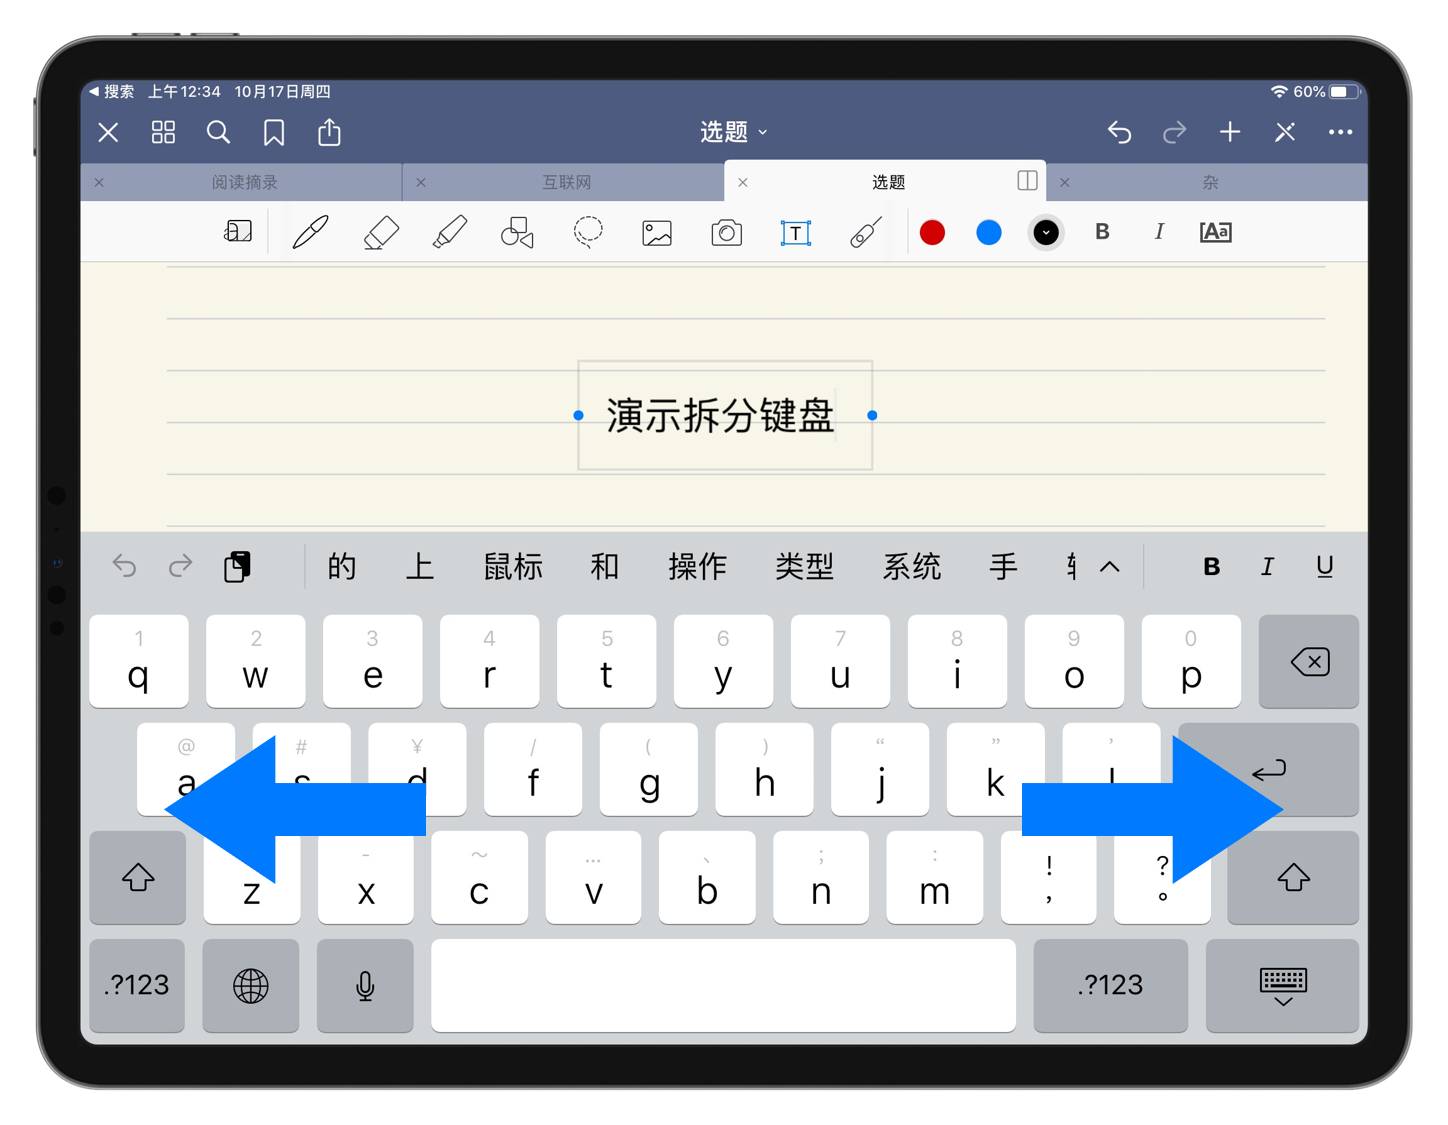 搜索 上午12:34 10月17日周四 60%
选题
阅读摘录 互联网 选题 杂
a T B I Aa
演示拆分键盘
的 上 鼠标 和 操作 类型 系统 手 B I U
1 2 3 4 5 6 7 8 9 0
q w e r t y u i o p
@ # ¥ / ( ) “ ” ’
a s d f g h j k l
- ～ … 、 ; : ! ?
z x c v b n m , 。
.?123 .?123